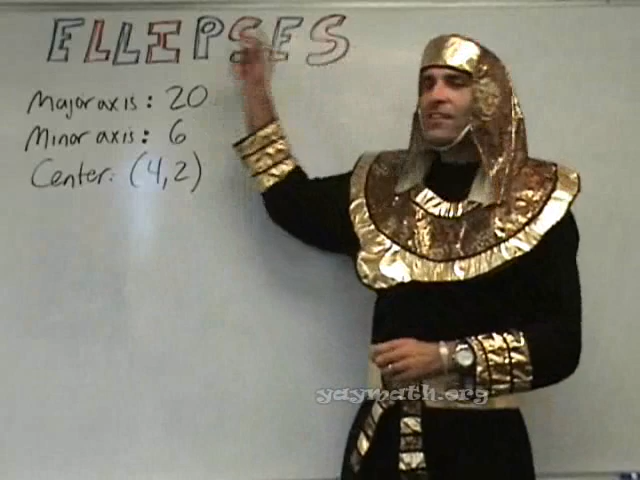 ELLIPSES
Major axis: 20
Minor axis: 6
Center: (4,2)
yaymath.org